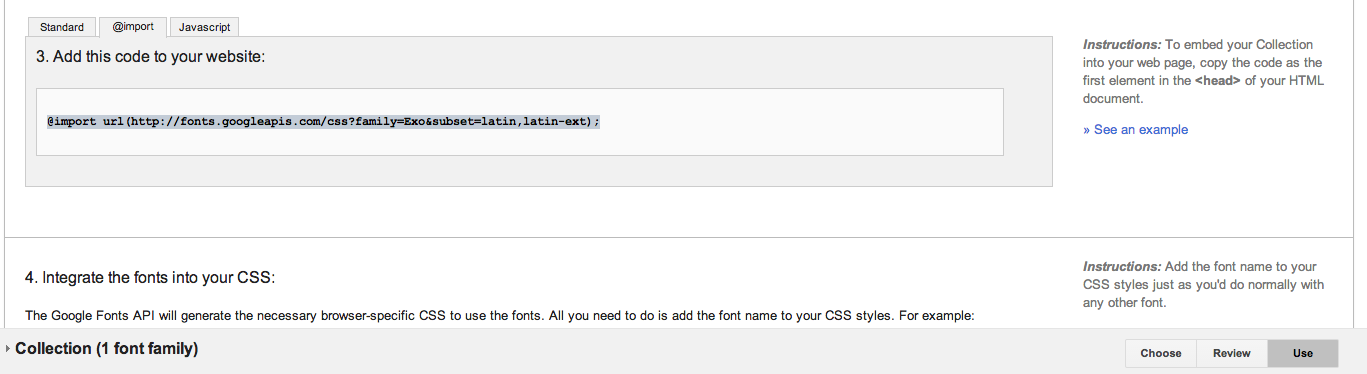 Standard
@import
Javascript
3. Add this code to your website:
@import url(http://fonts.googleapis.com/css?family=Exo&subset=latin,latin-ext);
Instructions: To embed your Collection
into your web page, copy the code as the
first element in the <head> of your HTML
document.
» See an example
4. Integrate the fonts into your CSS:
The Google Fonts API will generate the necessary browser-specific CSS to use the fonts. All you need to do is add the font name to your CSS styles. For example:
Instructions: Add the font name to your
CSS styles just as you'd do normally with
any other font.
Collection (1 font family)
Choose
Review
Use